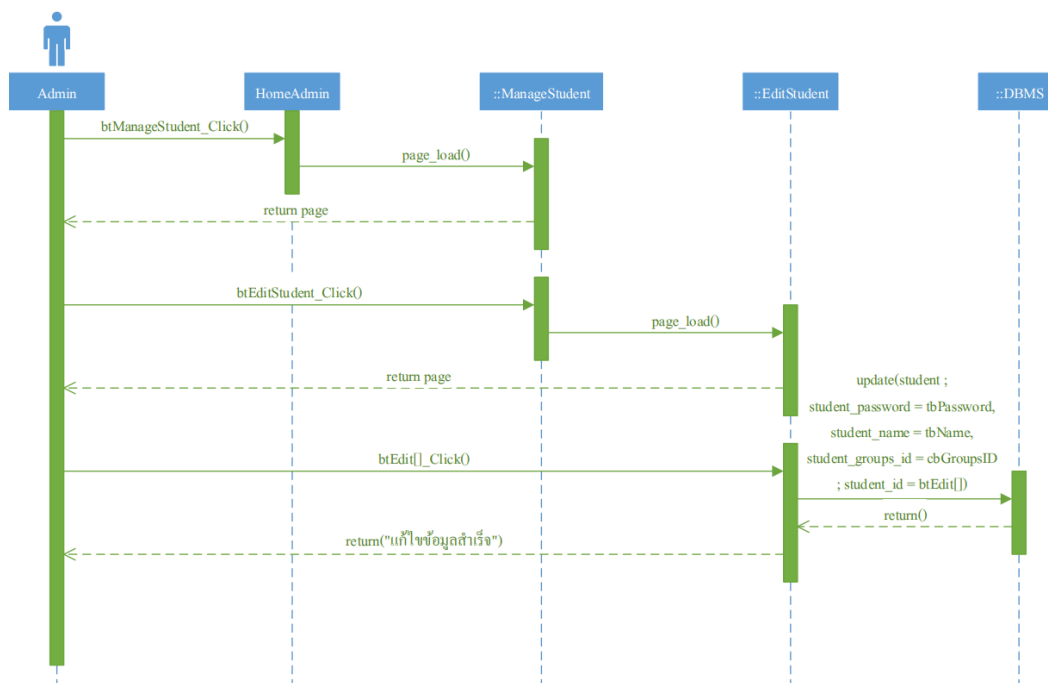 Admin
HomeAdmin
::ManageStudent
::EditStudent
::DBMS
btManageStudent_Click()
page_load()
return page
btEditStudent_Click()
page_load()
return page
update(student ;
student_password = tbPassword,
student_name = tbName,
student_groups_id = cbGroupsID
; student_id = btEdit[])
btEdit[]_Click()
return()
return("แก้ไขข้อมูลสำเร็จ")